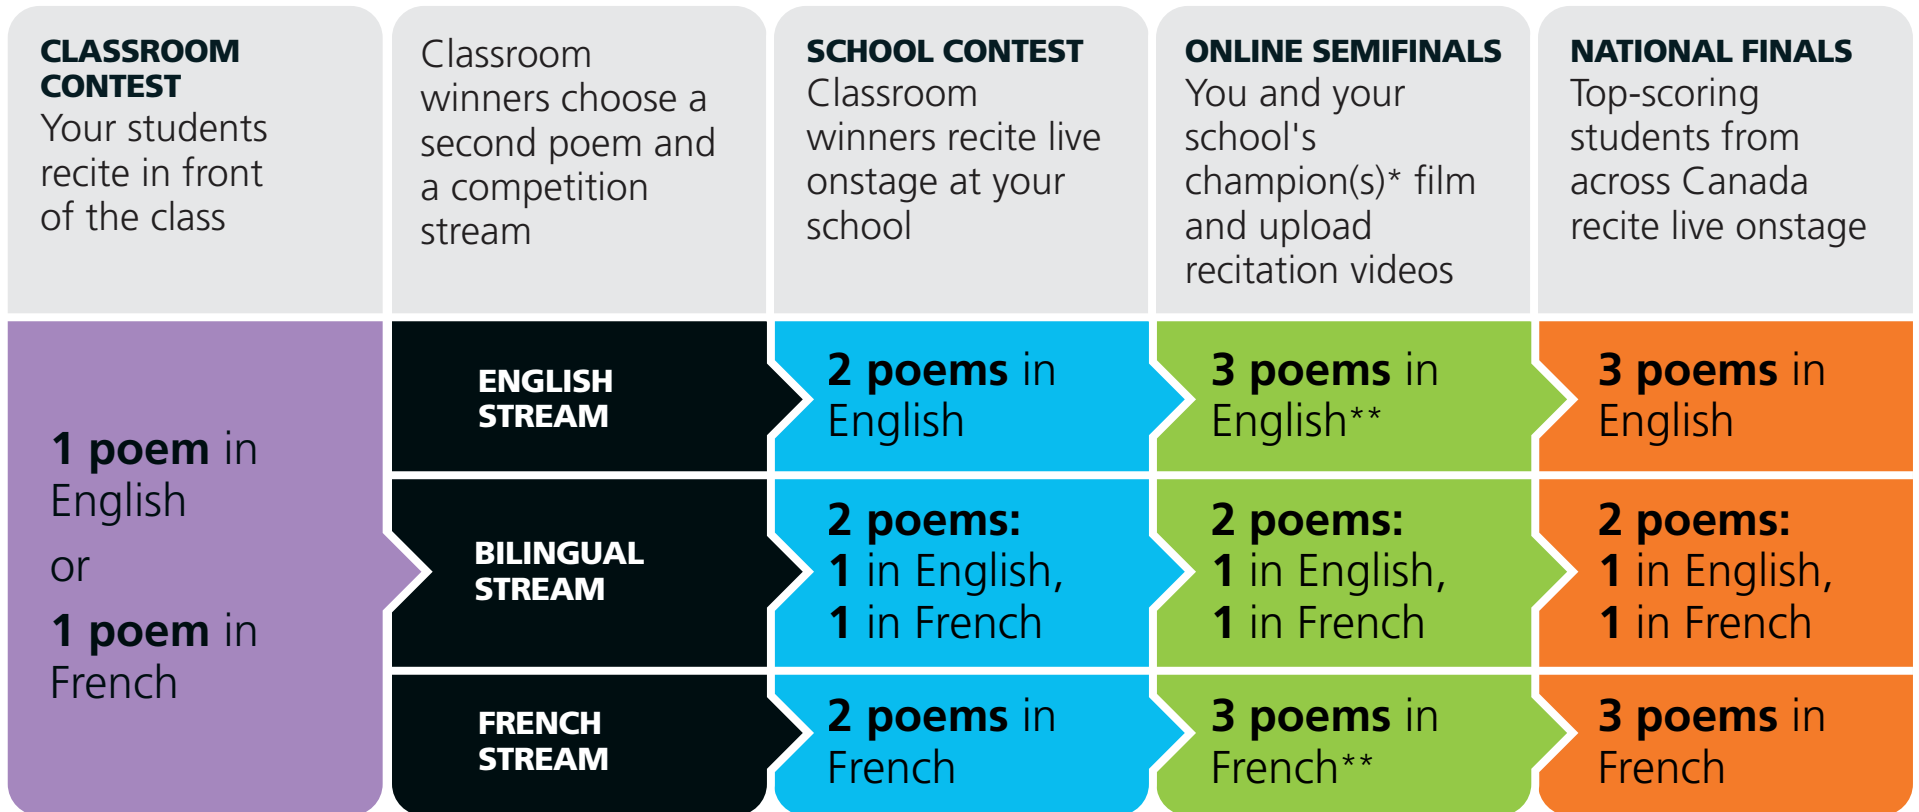 CLASSROOM
CONTEST
Your students
recite in front
of the class
Classroom
winners choose a
second poem and
a competition
stream
SCHOOL CONTEST
Classroom
winners recite live
onstage at your
school
ONLINE SEMIFINALS
You and your
school's
champion(s)* film
and upload
recitation videos
NATIONAL FINALS
Top-scoring
students from
across Canada
recite live onstage
1 poem in
English
or
1 poem in
French
ENGLISH
STREAM
2 poems in
English
3 poems in
English**
3 poems in
English
BILINGUAL
STREAM
2 poems:
1 in English,
1 in French
2 poems:
1 in English,
1 in French
2 poems:
1 in English,
1 in French
FRENCH
STREAM
2 poems in
French
3 poems in
French**
3 poems in
French